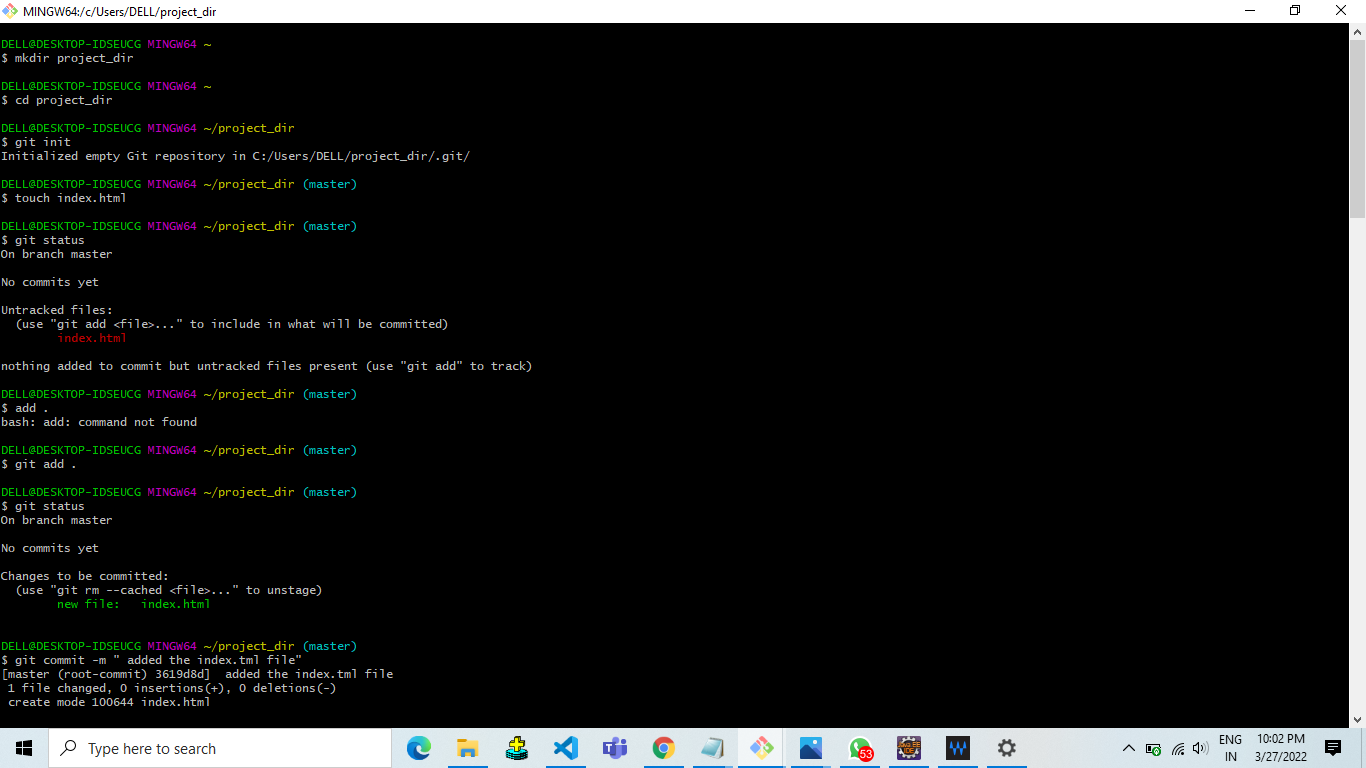 MINGW64:/c/Users/DELL/project_dir
DELL@DESKTOP-IDSEUCG MINGW64 ~
$ mkdir project_dir
DELL@DESKTOP-IDSEUCG MINGW64 ~
$ cd project_dir
DELL@DESKTOP-IDSEUCG MINGW64 ~/project_dir
$ git init
Initialized empty Git repository in C:/Users/DELL/project_dir/.git/
DELL@DESKTOP-IDSEUCG MINGW64 ~/project_dir (master)
$ touch index.html
DELL@DESKTOP-IDSEUCG MINGW64 ~/project_dir (master)
$ git status
On branch master
No commits yet
Untracked files:
  (use "git add <file>..." to include in what will be committed)
        index.html
nothing added to commit but untracked files present (use "git add" to track)
DELL@DESKTOP-IDSEUCG MINGW64 ~/project_dir (master)
$ add .
bash: add: command not found
DELL@DESKTOP-IDSEUCG MINGW64 ~/project_dir (master)
$ git add .
DELL@DESKTOP-IDSEUCG MINGW64 ~/project_dir (master)
$ git status
On branch master
No commits yet
Changes to be committed:
  (use "git rm --cached <file>..." to unstage)
        new file:   index.html
DELL@DESKTOP-IDSEUCG MINGW64 ~/project_dir (master)
$ git commit -m " added the index.tml file"
[master (root-commit) 3619d8d]  added the index.tml file
 1 file changed, 0 insertions(+), 0 deletions(-)
 create mode 100644 index.html
Type here to search
53
ENG
IN
10:02 PM
3/27/2022